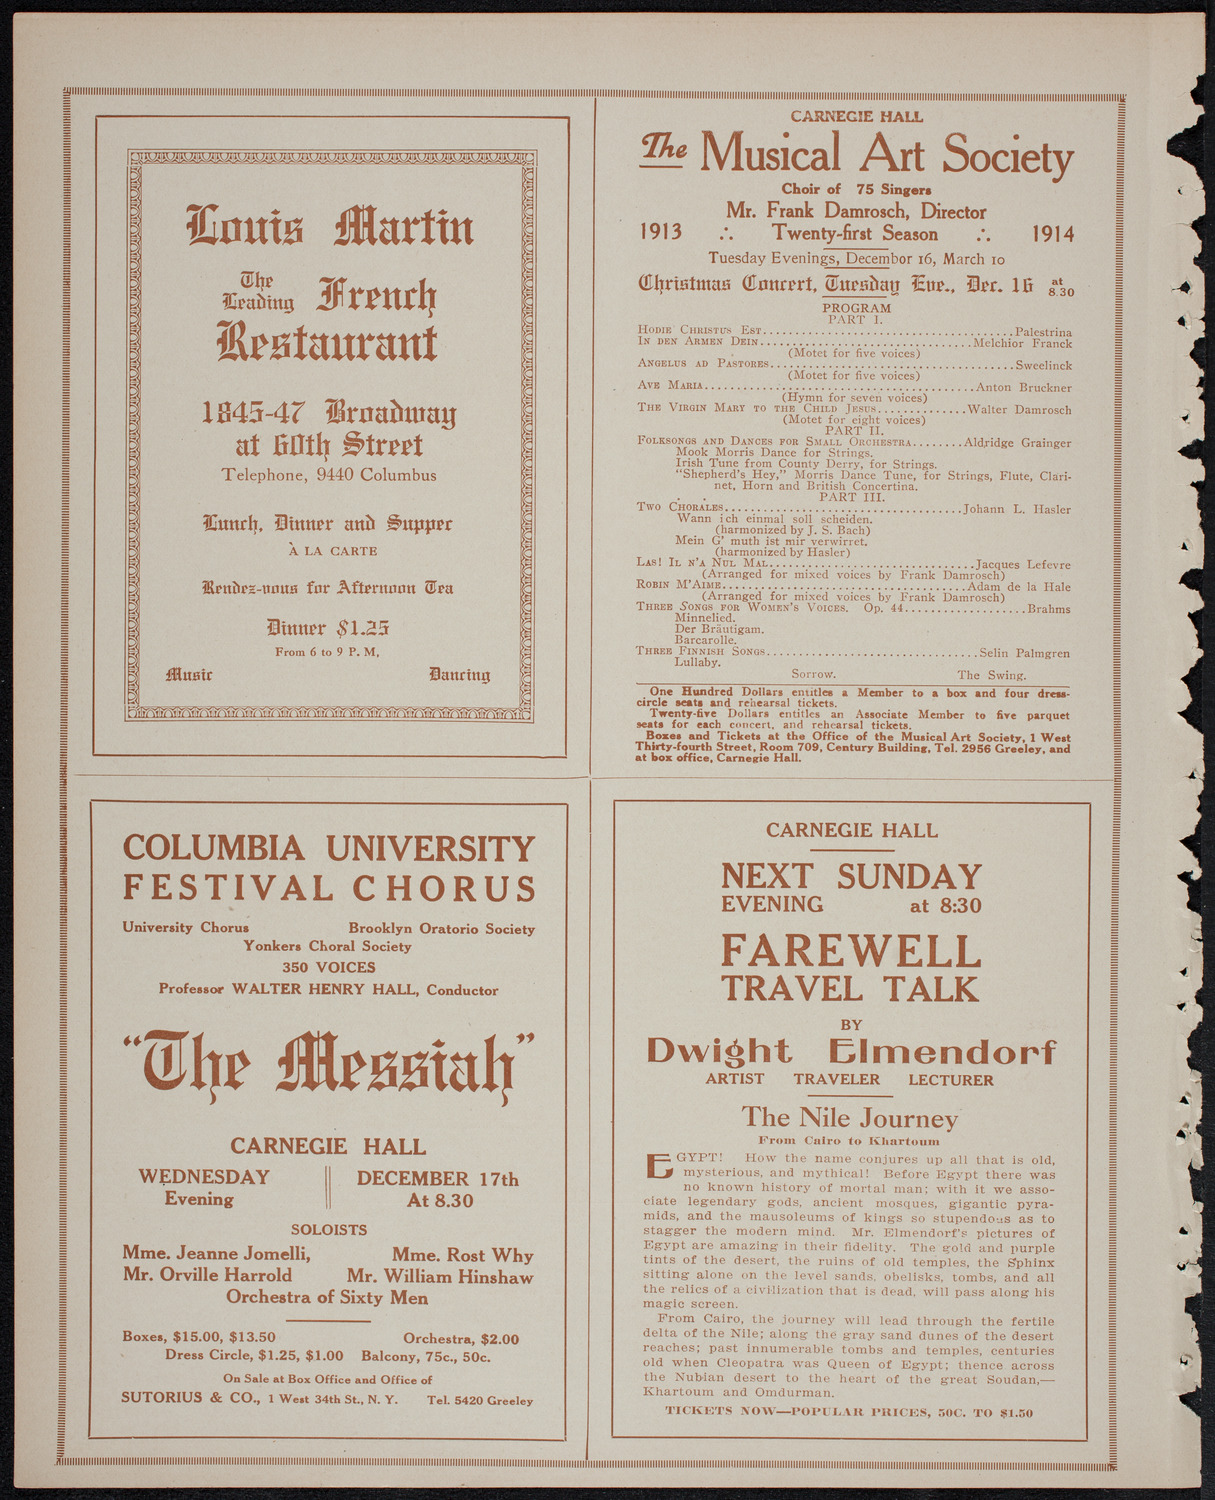 Louis Martin
The Leading French
Restaurant
1845-47 Broadway
at 60th Street
Telephone, 9440 Columbus
Lunch, Dinner and Supper
À LA CARTE
Rendez-vous for Afternoon Tea
Dinner $1.25
From 6 to 9 P. M,
Music Dancing
CARNEGIE HALL
The Musical Art Society
Choir of 75 Singers
Mr. Frank Damrosch, Director
1913 ∴ Twenty-first Season ∴ 1914
Tuesday Evenings, December 16, March 10
Christmas Concert, Tuesday Eve., Dec. 16 at 8.30
PROGRAM
PART I.
HODIE CHRISTUS EST........................................Palestrina
IN DEN ARMEN DEIN.................................Melchior Franck
(Motet for five voices)
ANGELUS AD PASTORES......................................Sweelinck
(Motet for five voices)
AVE MARIA..........................................Anton Bruckner
(Hymn for seven voices)
THE VIRGIN MARY TO THE CHILD JESUS..............Walter Damrosch
(Motet for eight voices)
PART II.
FOLKSONGS AND DANCES FOR SMALL ORCHESTRA........Aldridge Grainger
Mook Morris Dance for Strings.
Irish Tune from County Derry, for Strings.
"Shepherd's Hey," Morris Dance Tune, for Strings, Flute, Clari-
net, Horn and British Concertina.
PART III.
TWO CHORALES.....................................Johann L. Hasler
Wann ich einmal soll scheiden.
(harmonized by J. S. Bach)
Mein G' muth ist mir verwirret.
(harmonized by Hasler)
LAS! IL N'A NUL MAL................................Jacques Lefevre
(Arranged for mixed voices by Frank Damrosch)
ROBIN M'AIME......................................Adam de la Hale
(Arranged for mixed voices by Frank Damrosch)
THREE SONGS FOR WOMEN'S VOICES. Op. 44...................Brahms
Minnelied.
Der Bräutigam.
Barcarolle.
THREE FINNISH SONGS.................................Selin Palmgren
Lullaby.
Sorrow. The Swing.
One Hundred Dollars entitles a Member to a box and four dress-
circle seats and rehearsal tickets.
Twenty-five Dollars entitles an Associate Member to five parquet
seats for each concert, and rehearsal tickets.
Boxes and Tickets at the Office of the Musical Art Society, 1 West
Thirty-fourth Street, Room 709, Century Building, Tel. 2956 Greeley, and
at box office, Carnegie Hall.
COLUMBIA UNIVERSITY
FESTIVAL CHORUS
University Chorus Brooklyn Oratorio Society
Yonkers Choral Society
350 VOICES
Professor WALTER HENRY HALL, Conductor
"The Messiah"
CARNEGIE HALL
WEDNESDAY DECEMBER 17th
Evening At 8.30
SOLOISTS
Mme. Jeanne Jomelli, Mme. Rost Why
Mr. Orville Harrold Mr. William Hinshaw
Orchestra of Sixty Men
Boxes, $15.00, $13.50 Orchestra, $2.00
Dress Circle, $1.25, $1.00 Balcony, 75c., 50c.
On Sale at Box Office and Office of
SUTORIUS & CO., 1 West 34th St., N. Y. Tel. 5420 Greeley
CARNEGIE HALL
NEXT SUNDAY
EVENING at 8:30
FAREWELL
TRAVEL TALK
BY
Dwight Elmendorf
ARTIST TRAVELER LECTURER
The Nile Journey
From Cairo to Khartoum
EGYPT! How the name conjures up all that is old,
mysterious, and mythical! Before Egypt there was
no known history of mortal man; with it we asso-
ciate legendary gods, ancient mosques, gigantic pyra-
mids, and the mausoleums of kings so stupendous as to
stagger the modern mind. Mr. Elmendorf's pictures of
Egypt are amazing in their fidelity. The gold and purple
tints of the desert, the ruins of old temples, the Sphinx
sitting alone on the level sands, obelisks, tombs, and all
the relics of a civilization that is dead, will pass along his
magic screen.
From Cairo, the journey will lead through the fertile
delta of the Nile; along the gray sand dunes of the desert
reaches; past innumerable tombs and temples, centuries
old when Cleopatra was Queen of Egypt; thence across
the Nubian desert to the heart of the great Soudan,—
Khartoum and Omdurman.
TICKETS NOW—POPULAR PRICES, 50C. TO $1.50